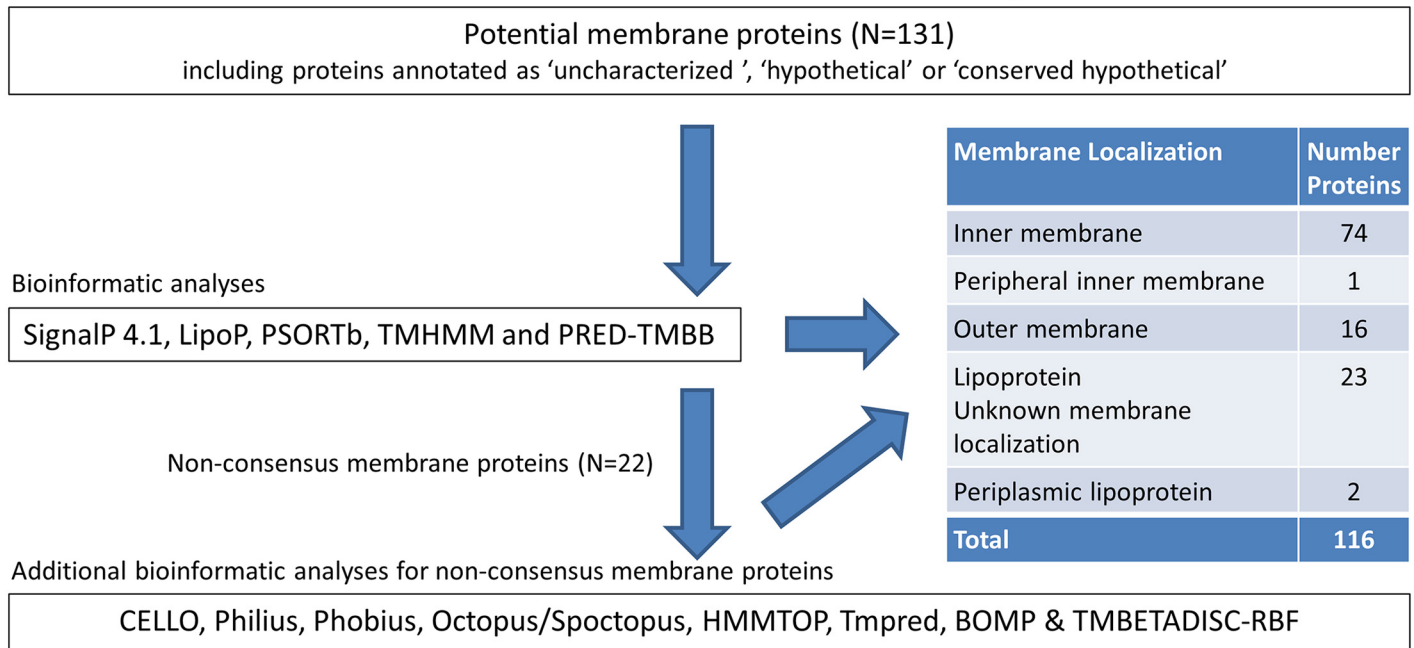 Potential membrane proteins (N=131)
including proteins annotated as ‘uncharacterized ’, ‘hypothetical’ or ‘conserved hypothetical’
Bioinformatic analyses
SignalP 4.1, LipoP, PSORTb, TMHMM and PRED-TMBB
Non-consensus membrane proteins (N=22)
Membrane Localization Number
Proteins
Inner membrane 74
Peripheral inner membrane 1
Outer membrane 16
Lipoprotein 23
Unknown membrane
localization
Periplasmic lipoprotein 2
Total 116
Additional bioinformatic analyses for non-consensus membrane proteins
CELLO, Philius, Phobius, Octopus/Spoctopus, HMMTOP, Tmpred, BOMP & TMBETADISC-RBF